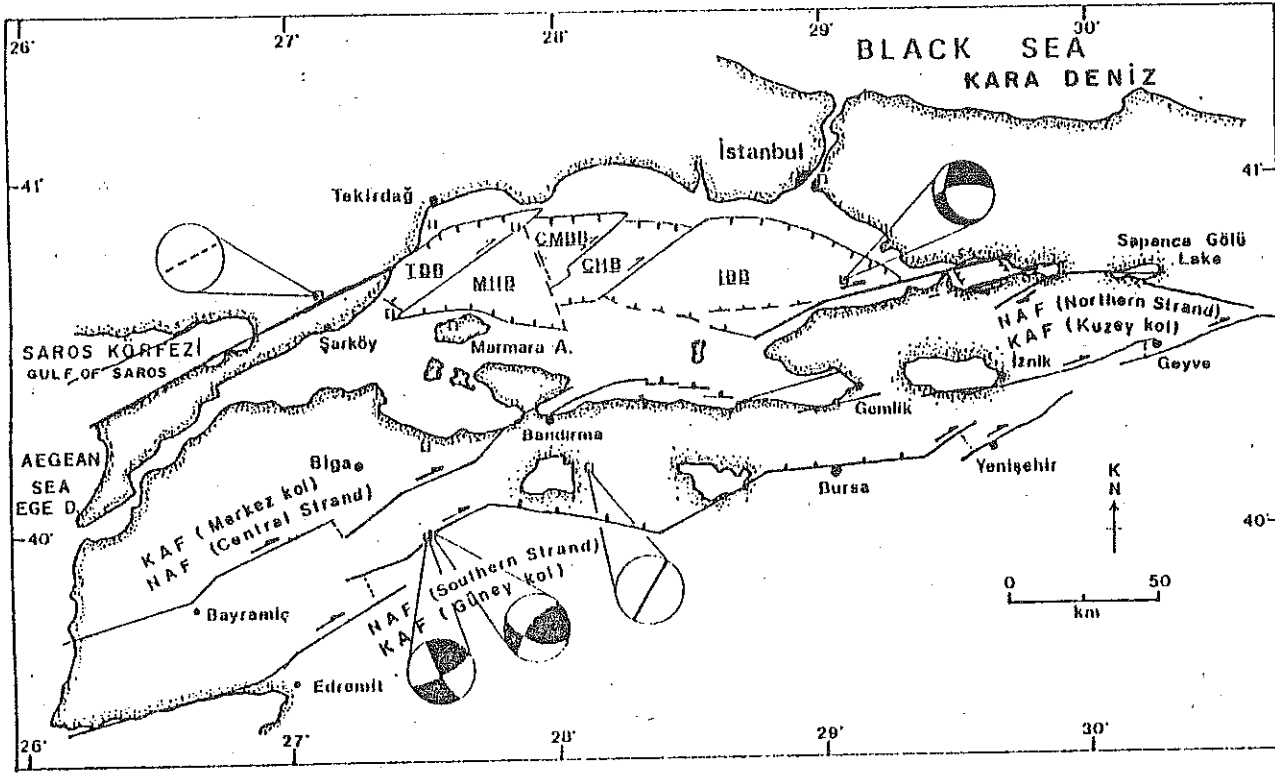 26°
27°
28°
29°
30°
BLACK SEA
KARA DENİZ
İstanbul
41°
41°
Tekirdağ
CMBB
TBB
CHB
MHB
IBB
Sapanca Gölü
Lake
NAF (Northern Strand)
KAF (Kuzey kol)
SAROS KÖRFEZİ
GULF OF SAROS
Şarköy
Marmara A.
İznik
Geyve
Gemlik
Bandırma
AEGEAN
SEA
EGE D.
Biga
Yenişehir
Bursa
K
N
KAF (Merkez kol)
NAF (Central Strand)
40°
40°
0 50
km
NAF (Southern Strand)
KAF (Güney kol)
Bayramiç
Edremit
26°
27°
28°
29°
30°